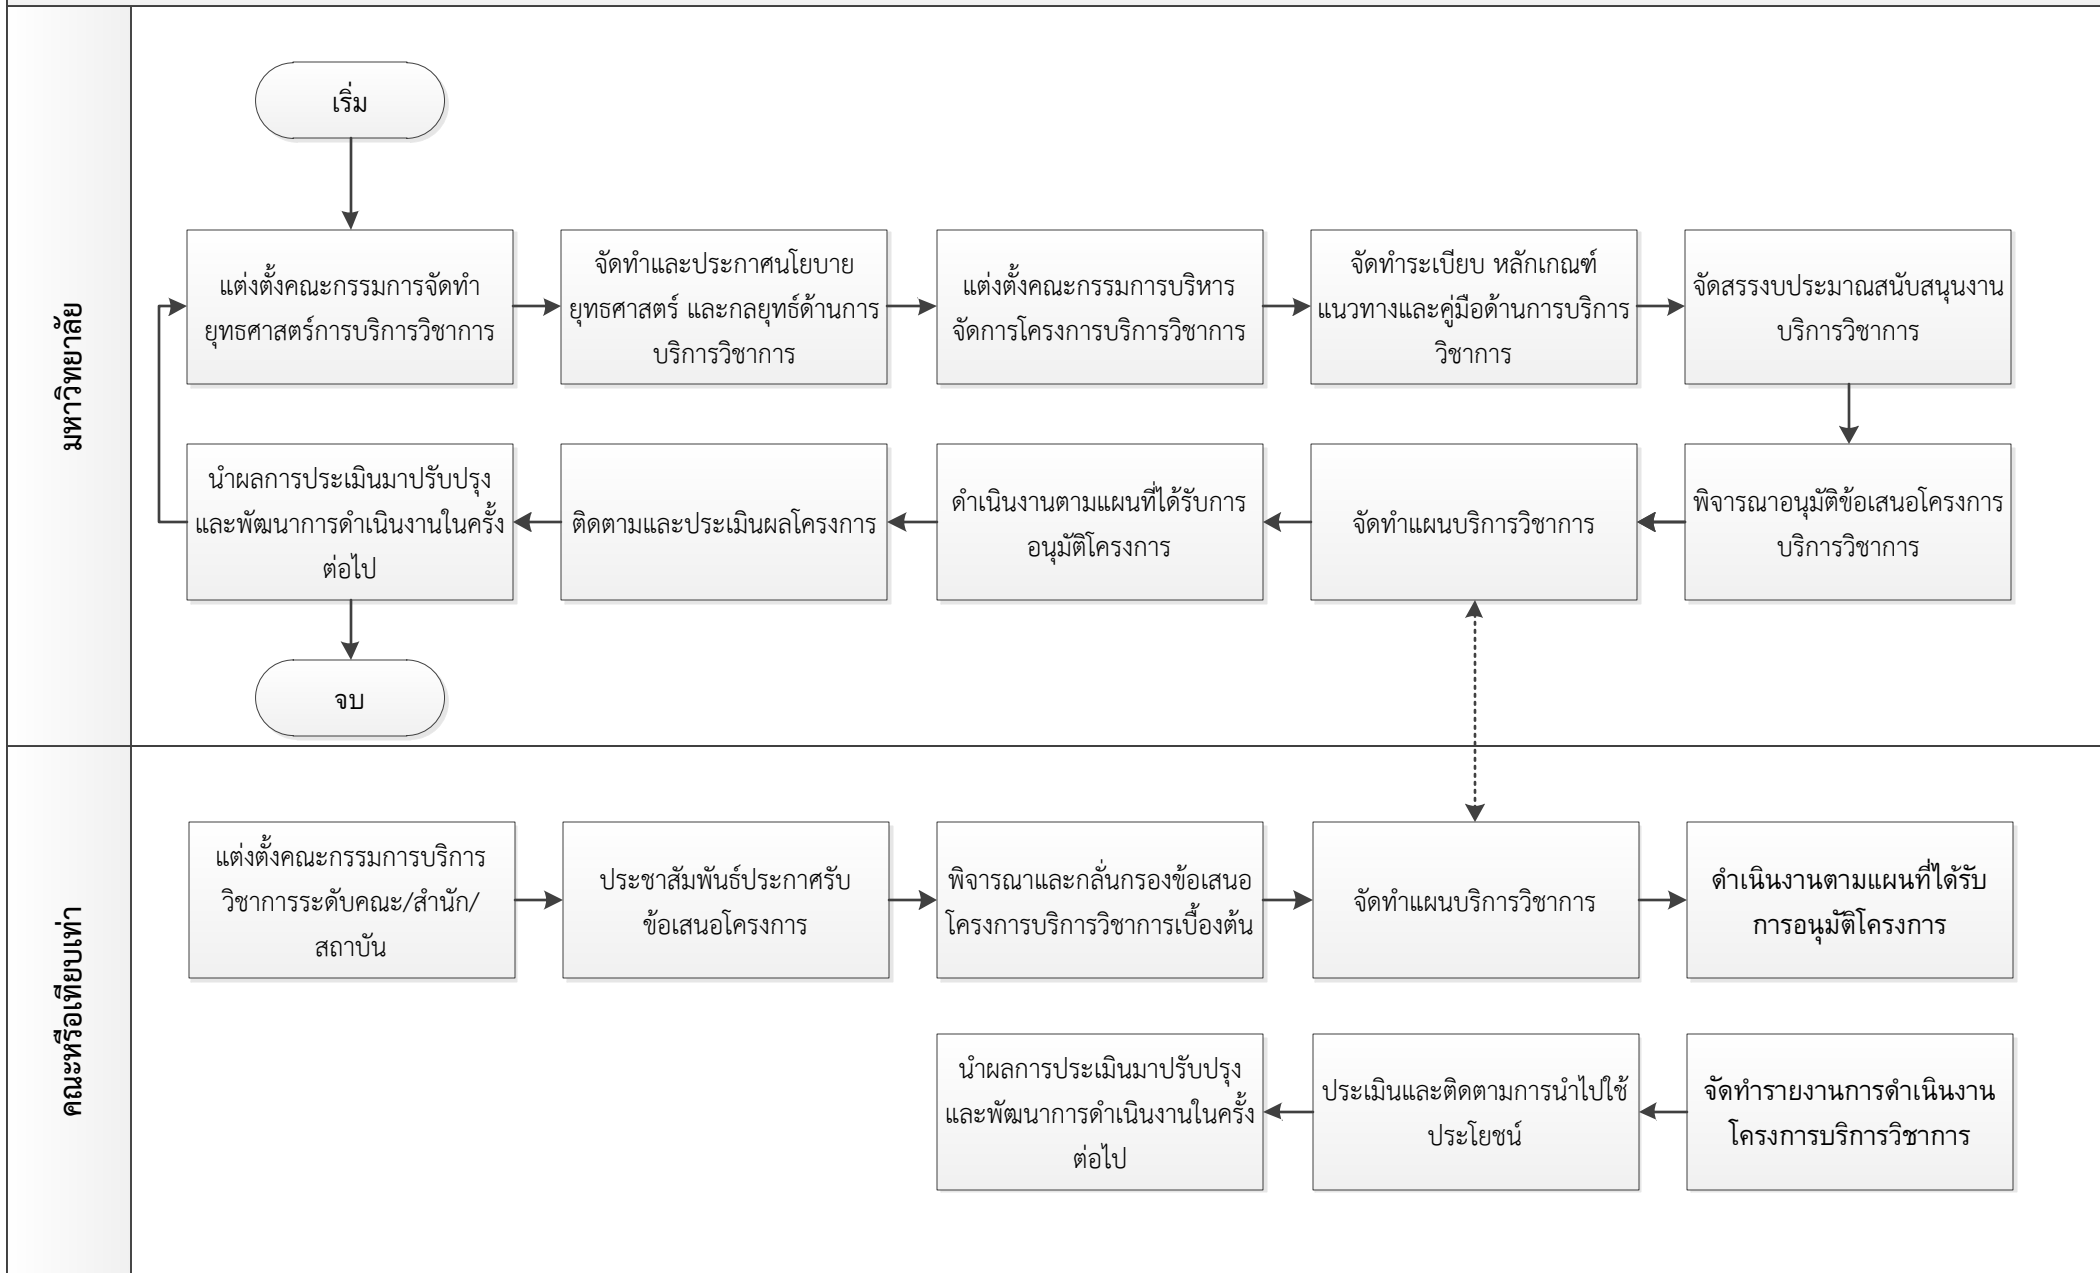 มหาวิทยาลัย
เริ่ม
แต่งตั้งคณะกรรมการจัดทำ
ยุทธศาสตร์การบริการวิชาการ
จัดทำและประกาศนโยบาย
ยุทธศาสตร์ และกลยุทธ์ด้านการ
บริการวิชาการ
แต่งตั้งคณะกรรมการบริหาร
จัดการโครงการบริการวิชาการ
จัดทำระเบียบ หลักเกณฑ์
แนวทางและคู่มือด้านการบริการ
วิชาการ
จัดสรรงบประมาณสนับสนุนงาน
บริการวิชาการ
พิจารณาอนุมัติข้อเสนอโครงการ
บริการวิชาการ
จัดทำแผนบริการวิชาการ
ดำเนินงานตามแผนที่ได้รับการ
อนุมัติโครงการ
ติดตามและประเมินผลโครงการ
นำผลการประเมินมาปรับปรุง
และพัฒนาการดำเนินงานในครั้ง
ต่อไป
จบ
คณะหรือเทียบเท่า
แต่งตั้งคณะกรรมการบริการ
วิชาการระดับคณะ/สำนัก/
สถาบัน
ประชาสัมพันธ์ประกาศรับ
ข้อเสนอโครงการ
พิจารณาและกลั่นกรองข้อเสนอ
โครงการบริการวิชาการเบื้องต้น
จัดทำแผนบริการวิชาการ
ดำเนินงานตามแผนที่ได้รับ
การอนุมัติโครงการ
จัดทำรายงานการดำเนินงาน
โครงการบริการวิชาการ
ประเมินและติดตามการนำไปใช้
ประโยชน์
นำผลการประเมินมาปรับปรุง
และพัฒนาการดำเนินงานในครั้ง
ต่อไป